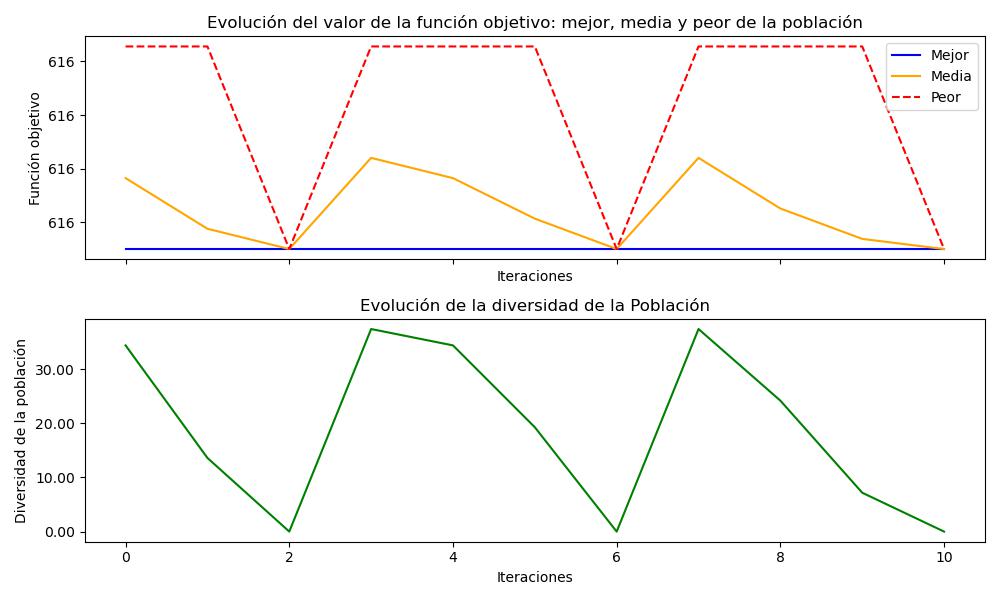 Evolución del valor de la función objetivo: mejor, media y peor de la población
Función objetivo
616
616
616
616
Mejor
Media
Peor
Iteraciones
Evolución de la diversidad de la Población
Diversidad de la población
30.00
20.00
10.00
0.00
0 2 4 6 8 10
Iteraciones